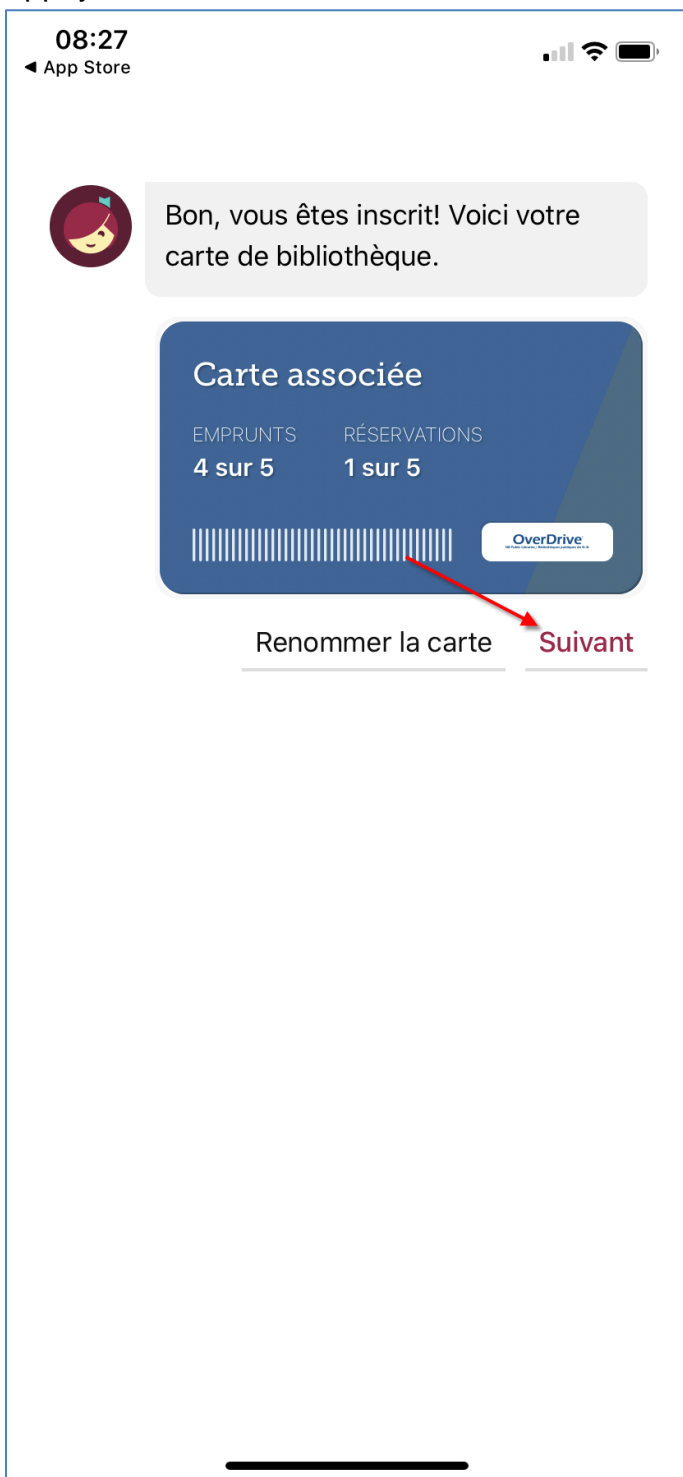 08:27
◀ App Store
Bon, vous êtes inscrit! Voici votre
carte de bibliothèque.
Carte associée
EMPRUNTS RÉSERVATIONS
4 sur 5 1 sur 5
OverDrive
Renommer la carte Suivant